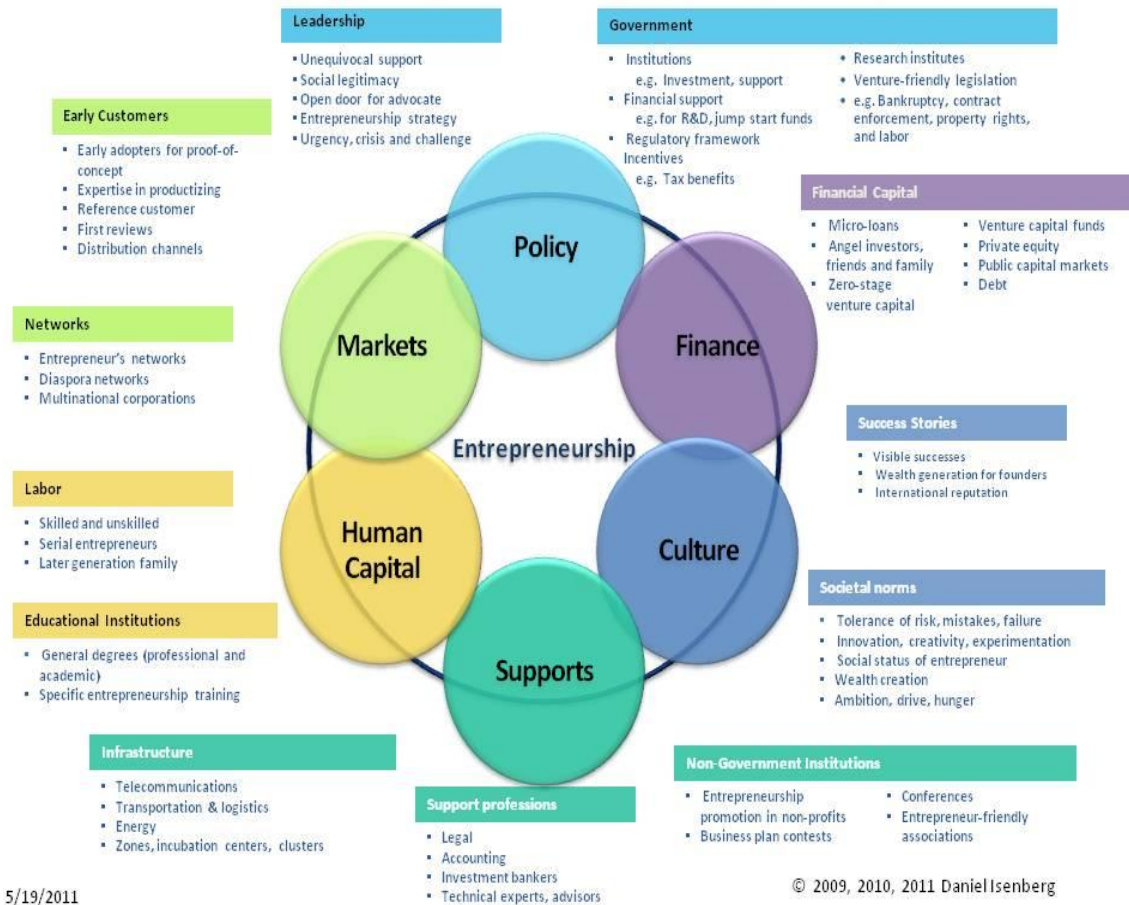 Leadership
▪ Unequivocal support
▪ Social legitimacy
▪ Open door for advocate
▪ Entrepreneurship strategy
▪ Urgency, crisis and challenge
Government
▪ Institutions
e.g. Investment, support
▪ Financial support
e.g. for R&D, jump start funds
▪ Regulatory framework
Incentives
e.g. Tax benefits
• Research institutes
• Venture-friendly legislation
• e.g. Bankruptcy, contract
enforcement, property rights,
and labor
Early Customers
▪ Early adopters for proof-of-
concept
▪ Expertise in productizing
▪ Reference customer
▪ First reviews
▪ Distribution channels
Financial Capital
▪ Micro-loans
▪ Angel investors,
friends and family
▪ Zero-stage
venture capital
▪ Venture capital funds
▪ Private equity
▪ Public capital markets
▪ Debt
Policy
Markets
Finance
Networks
▪ Entrepreneur's networks
▪ Diaspora networks
▪ Multinational corporations
Entrepreneurship
Success Stories
▪ Visible successes
▪ Wealth generation for founders
▪ International reputation
Labor
▪ Skilled and unskilled
▪ Serial entrepreneurs
▪ Later generation family
Human
Capital
Culture
Societal norms
▪ Tolerance of risk, mistakes, failure
▪ Innovation, creativity, experimentation
▪ Social status of entrepreneur
▪ Wealth creation
▪ Ambition, drive, hunger
Educational Institutions
▪ General degrees (professional and
academic)
▪ Specific entrepreneurship training
Supports
Infrastructure
▪ Telecommunications
▪ Transportation & logistics
▪ Energy
▪ Zones, incubation centers, clusters
Support professions
▪ Legal
▪ Accounting
▪ Investment bankers
▪ Technical experts, advisors
Non-Government Institutions
▪ Entrepreneurship
promotion in non-profits
▪ Business plan contests
▪ Conferences
▪ Entrepreneur-friendly
associations
5/19/2011
© 2009, 2010, 2011 Daniel Isenberg